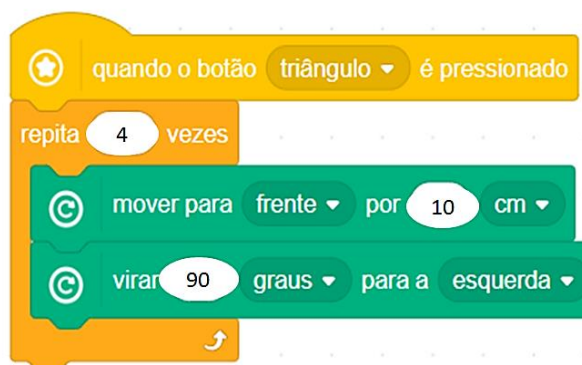 quando o botão triângulo é pressionado
repita 4 vezes
mover para frente por 10 cm
virar 90 graus para a esquerda